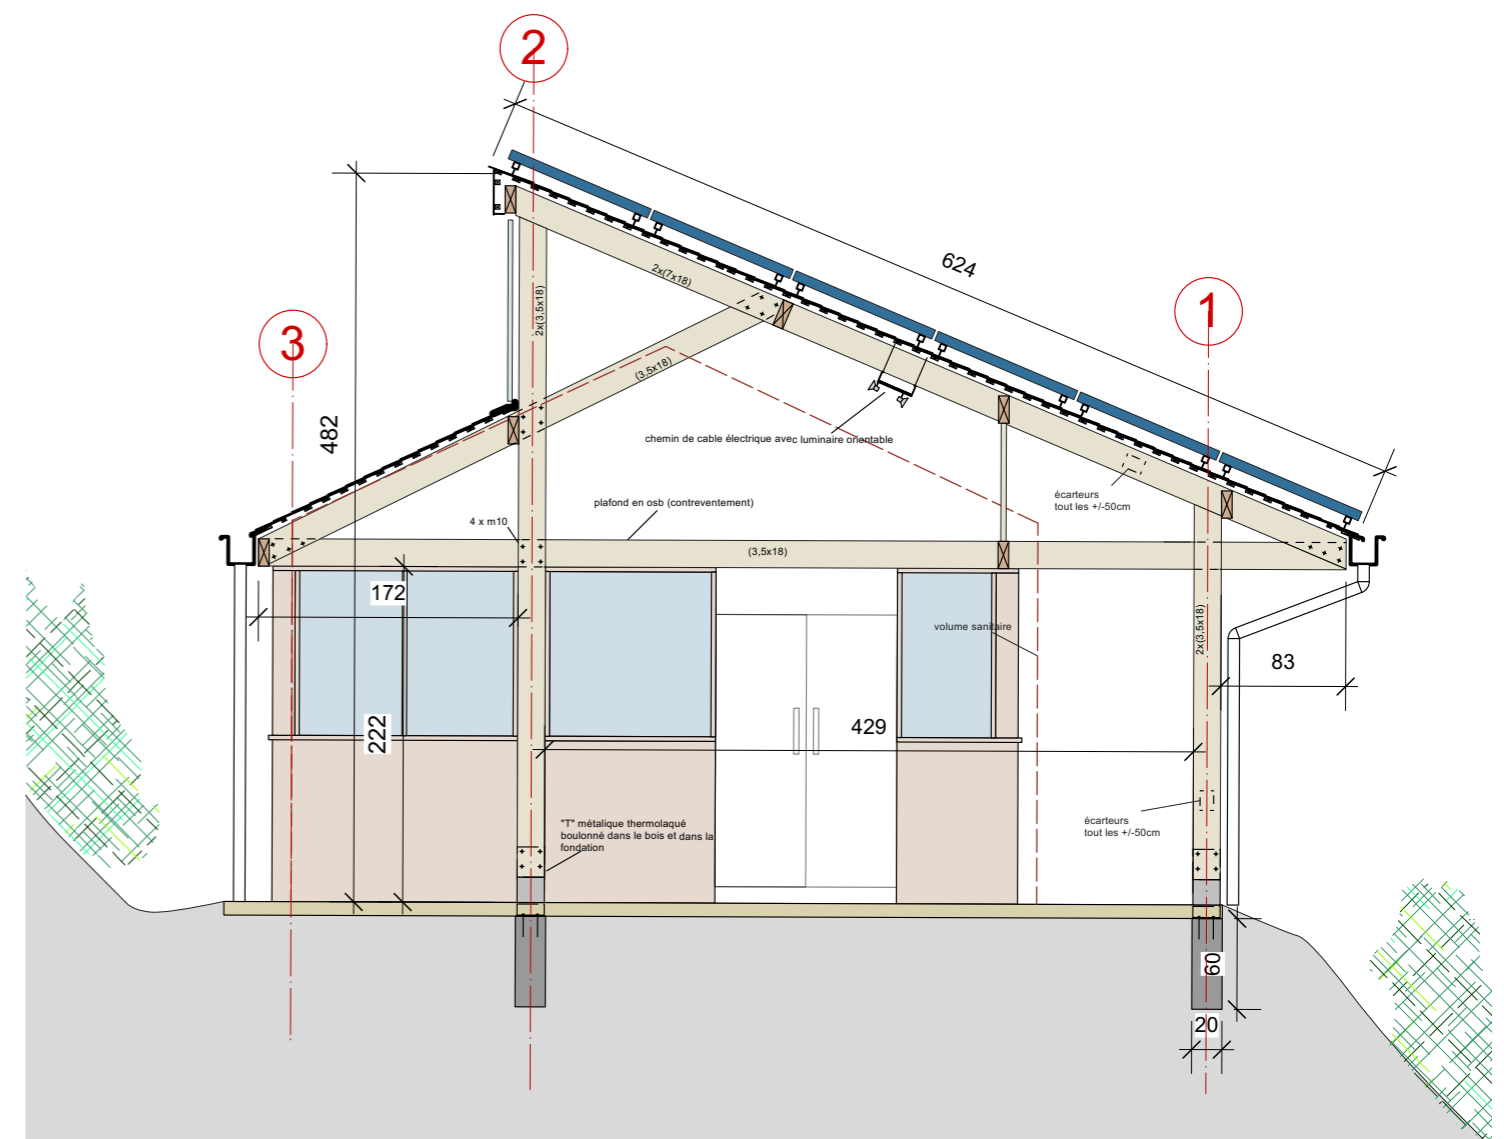 2
624
1
3
2x(7x18)
2x(3,5x18)
(3,5x18)
482
chemin de cable électrique avec luminaire orientable
plafond en osb (contreventement)
écarteurs
tout les +/-50cm
4 x m10
(3,5x18)
172
volume sanitaire
2x(3,5x18)
83
222
429
"T" métalique thermolaqué
boulonné dans le bois et dans la
fondation
écarteurs
tout les +/-50cm
60
20